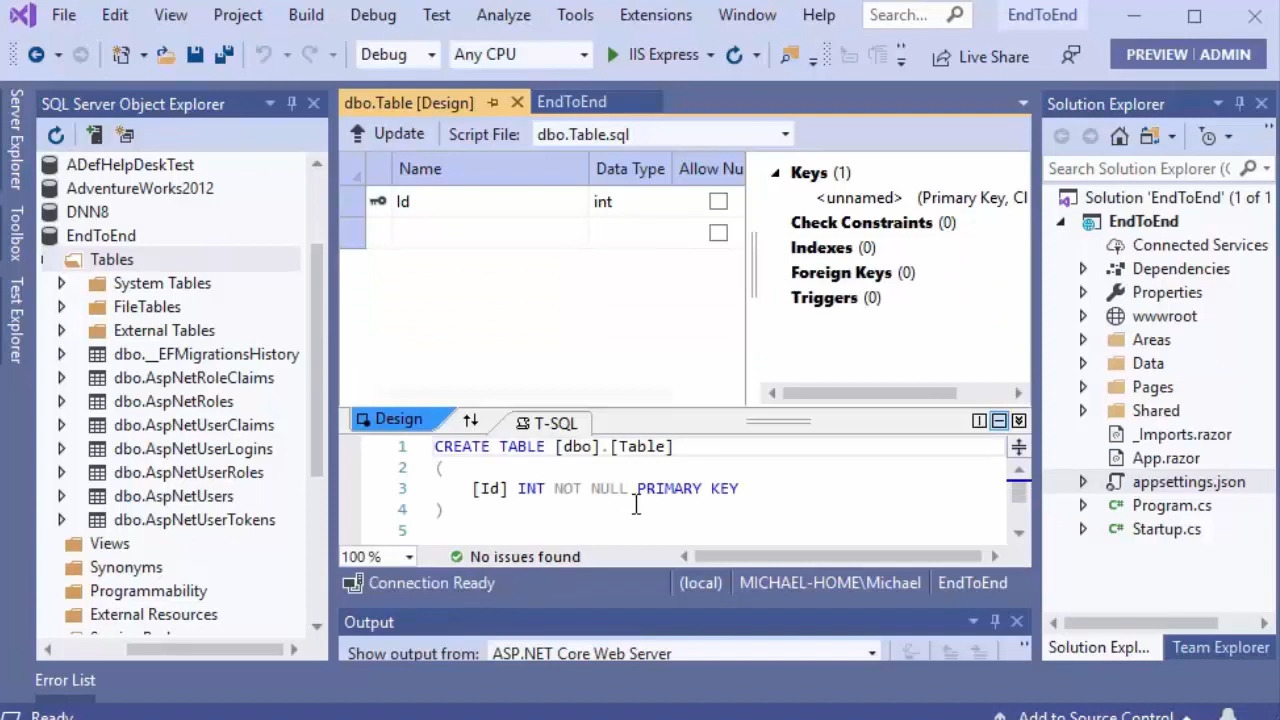 File Edit View Project Build Debug Test Analyze Tools Extensions Window Help Search... EndToEnd
Debug Any CPU IIS Express Live Share PREVIEW | ADMIN
Server Explorer
Toolbox
Test Explorer
SQL Server Object Explorer
ADefHelpDeskTest
AdventureWorks2012
DNN8
EndToEnd
Tables
System Tables
FileTables
External Tables
dbo.__EFMigrationsHistory
dbo.AspNetRoleClaims
dbo.AspNetRoles
dbo.AspNetUserClaims
dbo.AspNetUserLogins
dbo.AspNetUserRoles
dbo.AspNetUsers
dbo.AspNetUserTokens
Views
Synonyms
Programmability
External Resources
dbo.Table [Design] EndToEnd
Update Script File: dbo.Table.sql
Name Data Type Allow Nu
Id int
Keys (1)
<unnamed> (Primary Key, Cl
Check Constraints (0)
Indexes (0)
Foreign Keys (0)
Triggers (0)
Design T-SQL
1 CREATE TABLE [dbo].[Table]
2 (
3 [Id] INT NOT NULL PRIMARY KEY
4 )
5
100 % No issues found
Connection Ready (local) MICHAEL-HOME\Michael EndToEnd
Output
Show output from: ASP.NET Core Web Server
Solution Explorer
Search Solution Explorer (C
Solution 'EndToEnd' (1 of 1
EndToEnd
Connected Services
Dependencies
Properties
wwwroot
Areas
Data
Pages
Shared
_Imports.razor
App.razor
appsettings.json
Program.cs
Startup.cs
Solution Expl... Team Explorer
Error List
Ready Add to Source Control